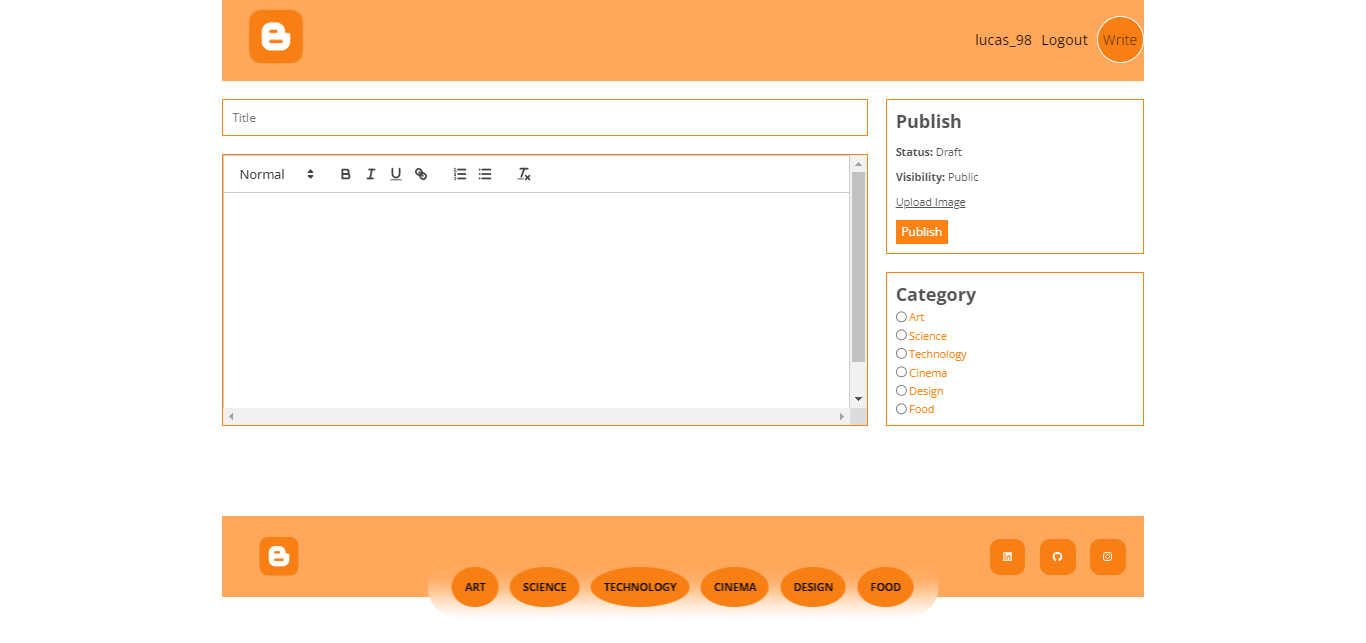 lucas_98 Logout Write
Title
Normal
Publish
Status: Draft
Visibility: Public
Upload Image
Publish
Category
Art
Science
Technology
Cinema
Design
Food
ART SCIENCE TECHNOLOGY CINEMA DESIGN FOOD